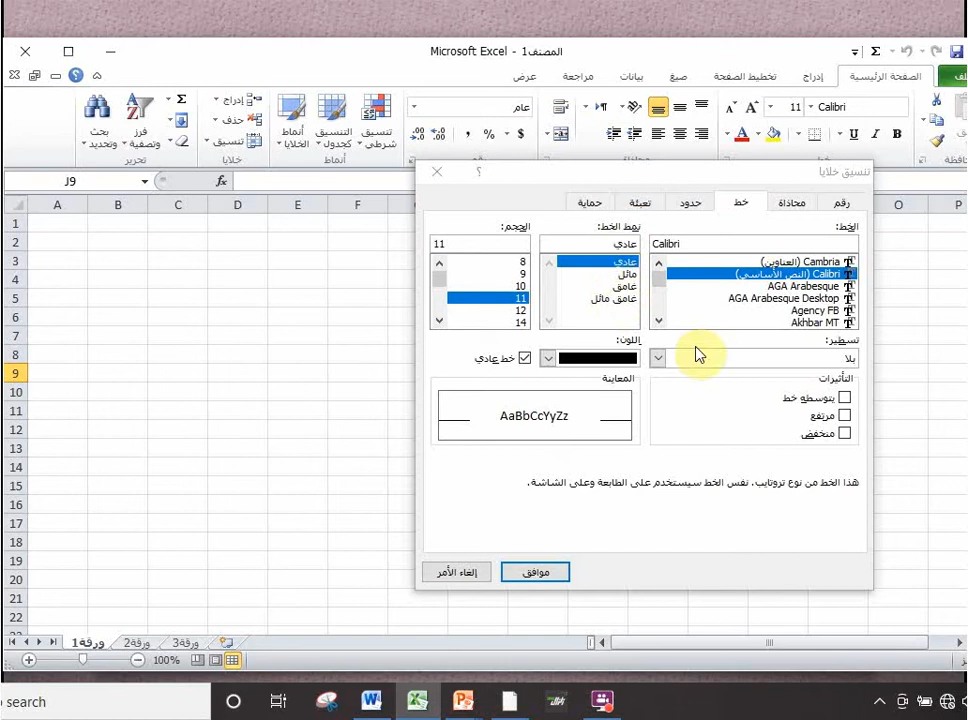 المصنف1 - Microsoft Excel
الصفحة الرئيسية
إدراج
تخطيط الصفحة
صيغ
بيانات
مراجعة
عرض
Calibri
11
عام
تنسيق شرطي
التنسيق كجدول
أنماط الخلايا
أنماط
إدراج
حذف
تنسيق
خلايا
فرز وتصفية
بحث وتحديد
تحرير
محاذاة
خط
J9
fx
A B C D E F O P
1
2
3
4
5
6
7
8
9
10
11
12
13
14
15
16
17
18
19
20
21
22
تنسيق خلايا
؟
رقم
محاذاة
خط
حدود
تعبئة
حماية
الخط:
نمط الخط:
الحجم:
Calibri
عادي
11
Cambria (العناوين)
Calibri (النص الأساسي)
AGA Arabesque
AGA Arabesque Desktop
Agency FB
Akhbar MT
عادي
مائل
غامق
غامق مائل
8
9
10
11
12
14
تسطير:
بلا
اللون:
خط عادي
التأثيرات
يتوسطه خط
مرتفع
منخفض
المعاينة
AaBbCcYyZz
هذا الخط من نوع تروتايب. نفس الخط سيستخدم على الطابعة وعلى الشاشة.
موافق
إلغاء الأمر
ورقة1
ورقة2
ورقة3
100%
o search